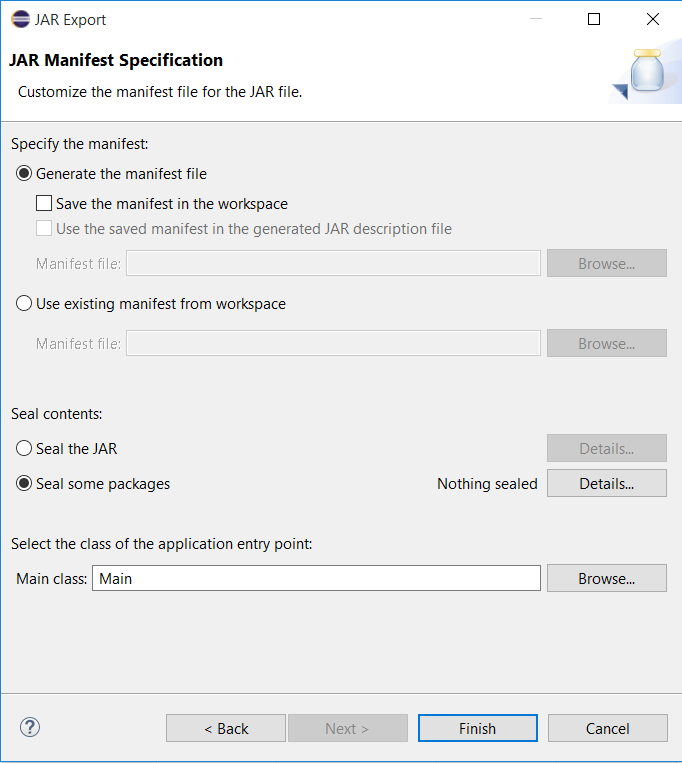 JAR Export
JAR Manifest Specification
Customize the manifest file for the JAR file.
Specify the manifest:
Generate the manifest file
Save the manifest in the workspace
Use the saved manifest in the generated JAR description file
Manifest file: Browse...
Use existing manifest from workspace
Manifest file: Browse...
Seal contents:
Seal the JAR Details...
Seal some packages Nothing sealed Details...
Select the class of the application entry point:
Main class: Main Browse...
? < Back Next > Finish Cancel